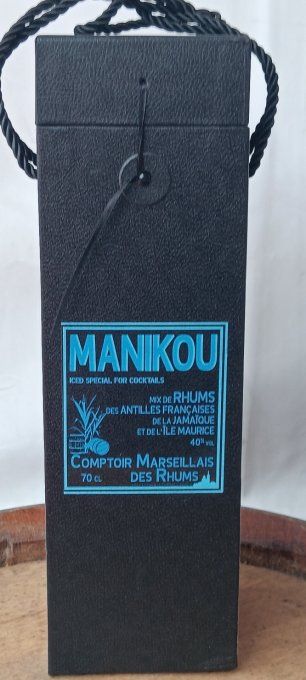 MANIKOU
ICED SPECIAL FOR COCKTAILS
MIX DE RHUMS
DES ANTILLES FRANÇAISES
DE LA JAMAÏQUE
ET DE L'ÎLE MAURICE
40% VOL
COMPTOIR MARSEILLAIS
70 CL DES RHUMS